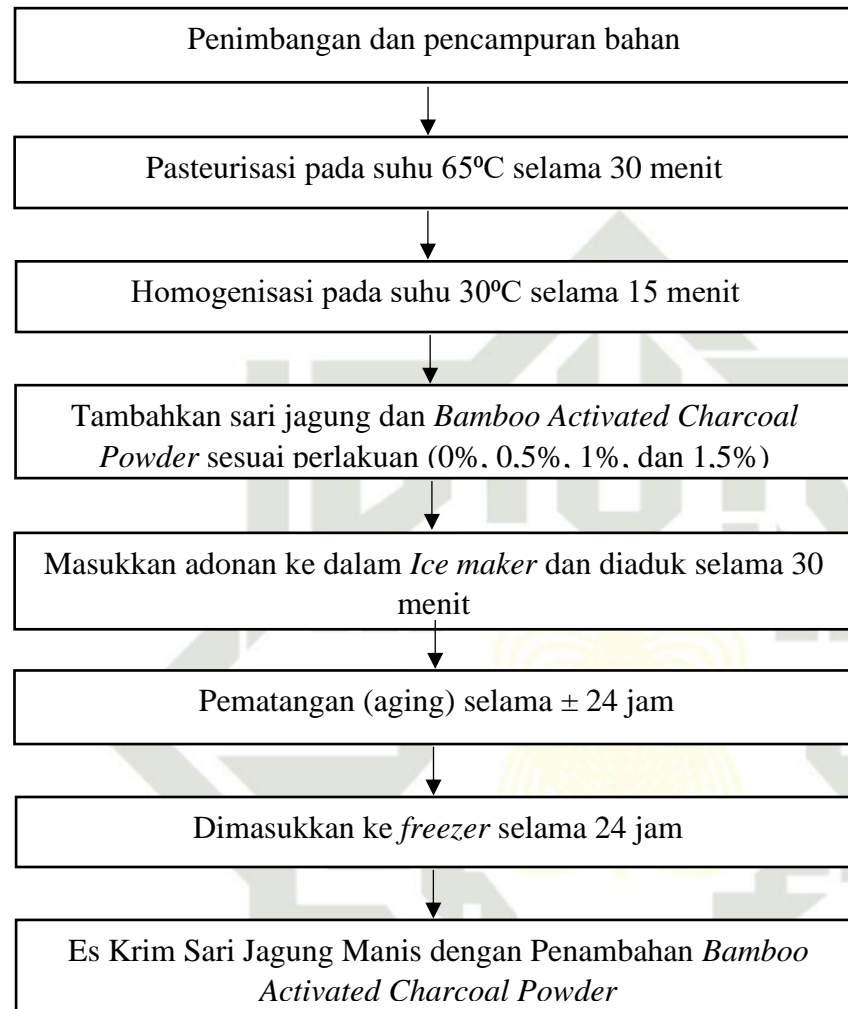 Penimbangan dan pencampuran bahan
Pasteurisasi pada suhu 65⁰C selama 30 menit
Homogenisasi pada suhu 30⁰C selama 15 menit
Tambahkan sari jagung dan Bamboo Activated Charcoal
Powder sesuai perlakuan (0%, 0,5%, 1%, dan 1,5%)
Masukkan adonan ke dalam Ice maker dan diaduk selama 30
menit
Pematangan (aging) selama ± 24 jam
Dimasukkan ke freezer selama 24 jam
Es Krim Sari Jagung Manis dengan Penambahan Bamboo
Activated Charcoal Powder